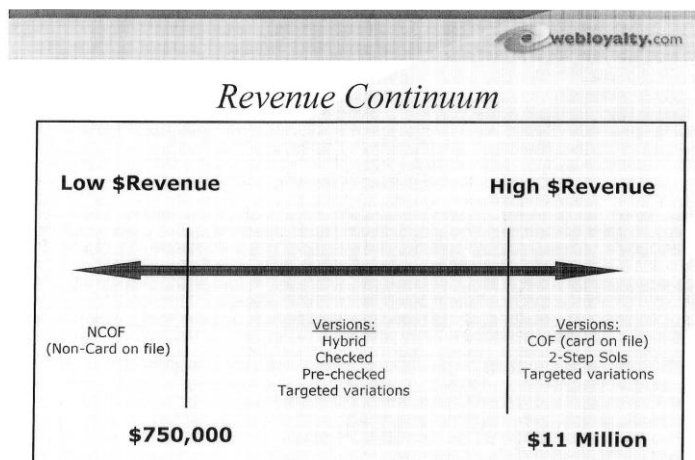 webloyalty.com
Revenue Continuum
Low $Revenue
High $Revenue
NCOF
(Non-Card on file)
Versions:
Hybrid
Checked
Pre-checked
Targeted variations
Versions:
COF (card on file)
2-Step Sols
Targeted variations
$750,000
$11 Million